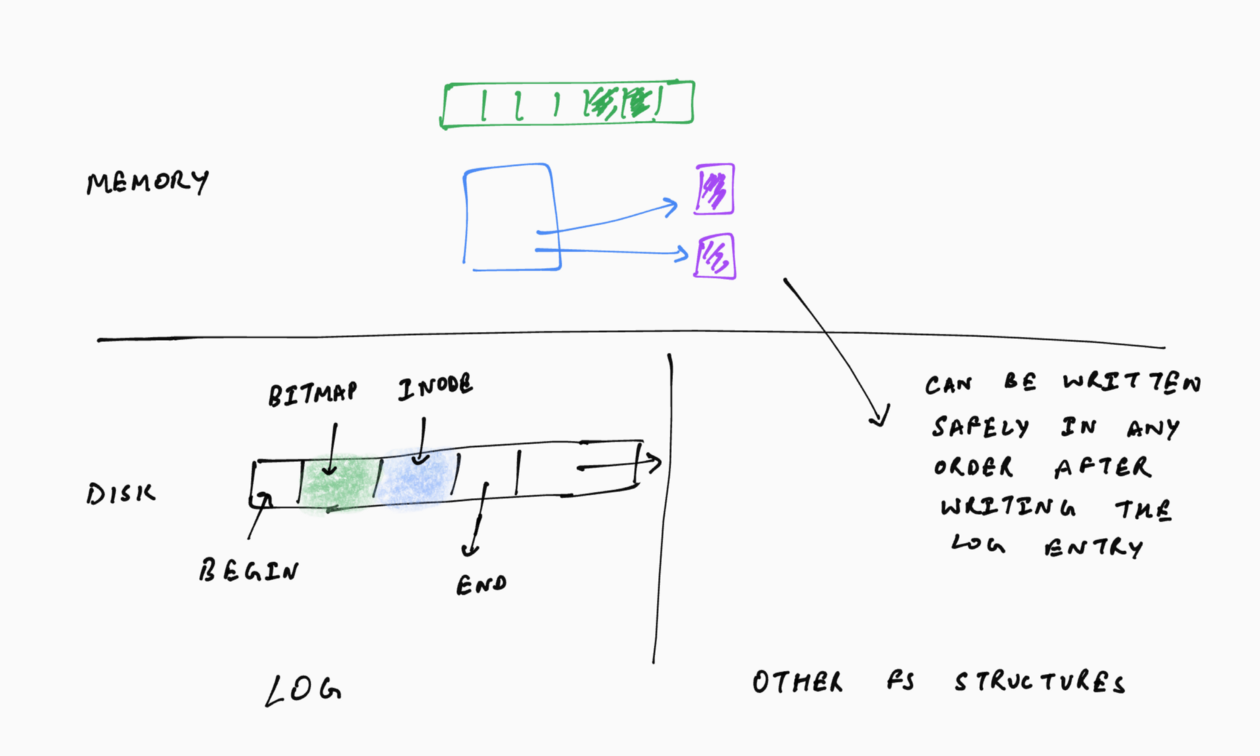 MEMORY
BITMAP
INODE
DISK
BEGIN
END
LOG
CAN BE WRITTEN
SAFELY IN ANY
ORDER AFTER
WRITING THE
LOG ENTRY
OTHER FS STRUCTURES